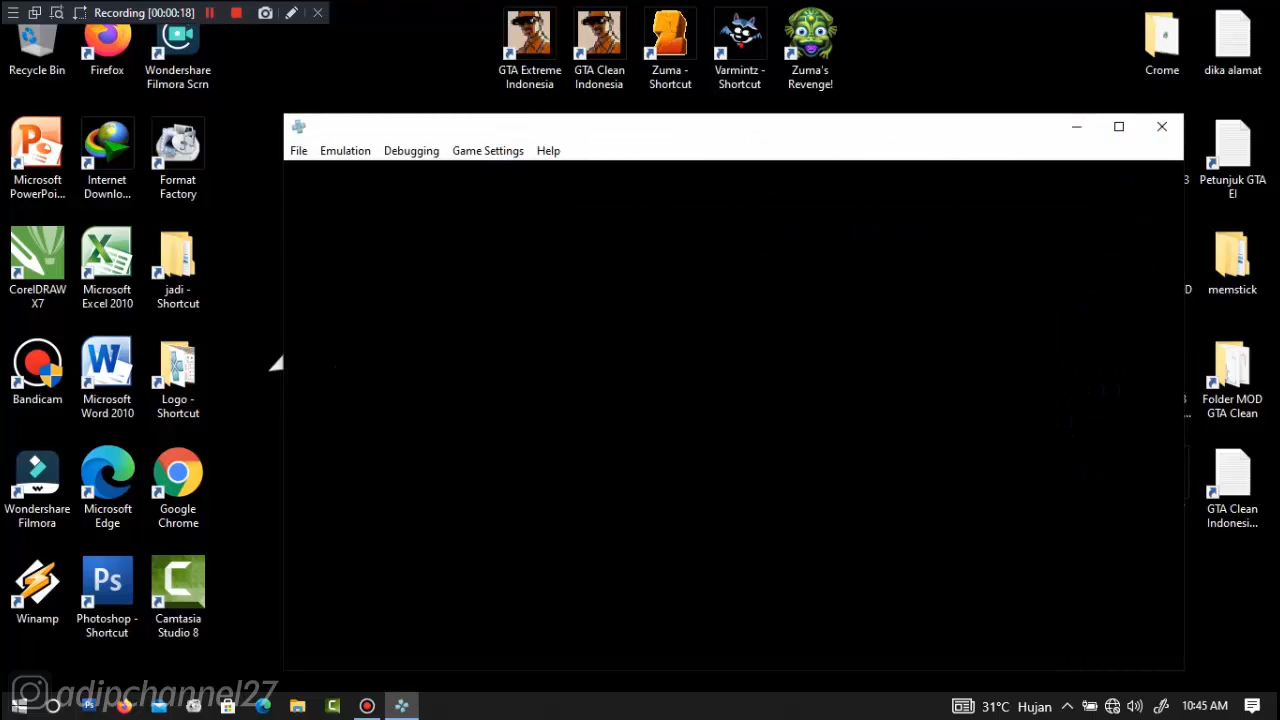 Recording [00:00:18]
Recycle Bin
Firefox
Wondershare
Filmora Scrn
GTA Extreme
Indonesia
GTA Clean
Indonesia
Zuma -
Shortcut
Varmintz -
Shortcut
Zuma's
Revenge!
Crome
dika alamat
File Emulation Debugging Game Settings Help
Microsoft
PowerPoi...
Internet
Downlo...
Format
Factory
3
Petunjuk GTA
EI
CorelDRAW
X7
Microsoft
Excel 2010
jadi -
Shortcut
D
memstick
Bandicam
Microsoft
Word 2010
Logo -
Shortcut
3
...
Folder MOD
GTA Clean
Wondershare
Filmora
Microsoft
Edge
Google
Chrome
GTA Clean
Indonesi...
Winamp
Photoshop -
Shortcut
Camtasia
Studio 8
adipchannel27
31°C Hujan
10:45 AM